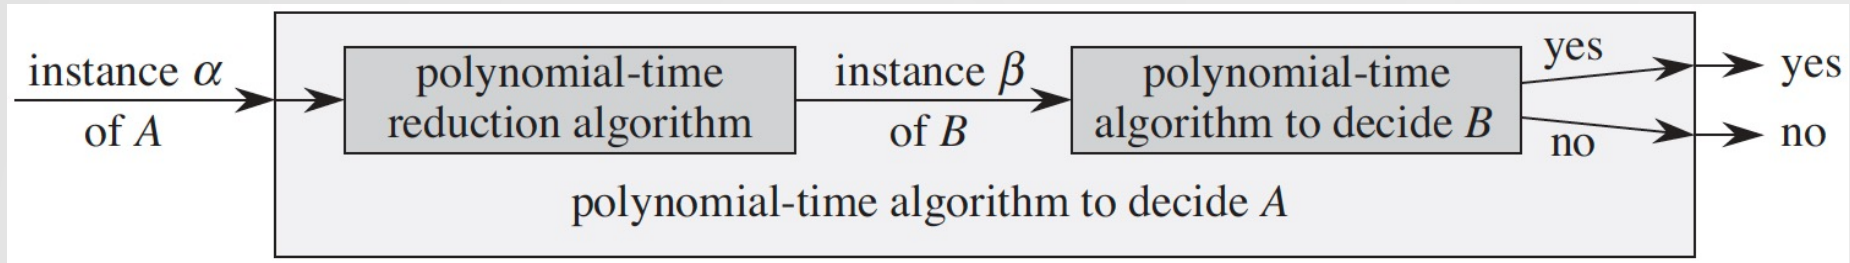 instance α
of A
polynomial-time
reduction algorithm
instance β
of B
polynomial-time
algorithm to decide B
yes
no
yes
no
polynomial-time algorithm to decide A